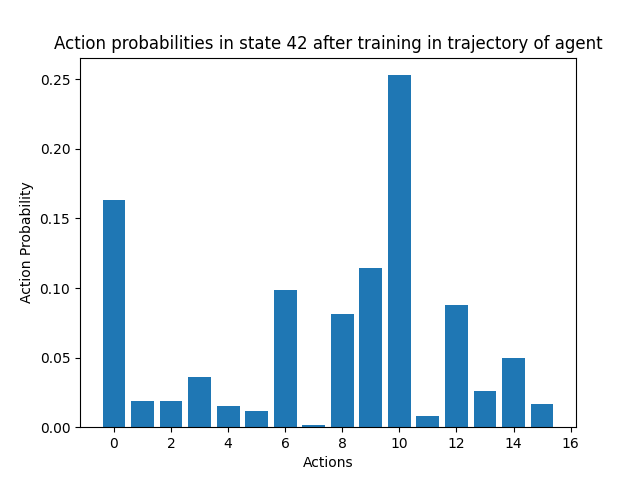 Action probabilities in state 42 after training in trajectory of agent
0.25
0.20
0.15
0.10
0.05
0.00
Action Probability
0 2 4 6 8 10 12 14 16
Actions